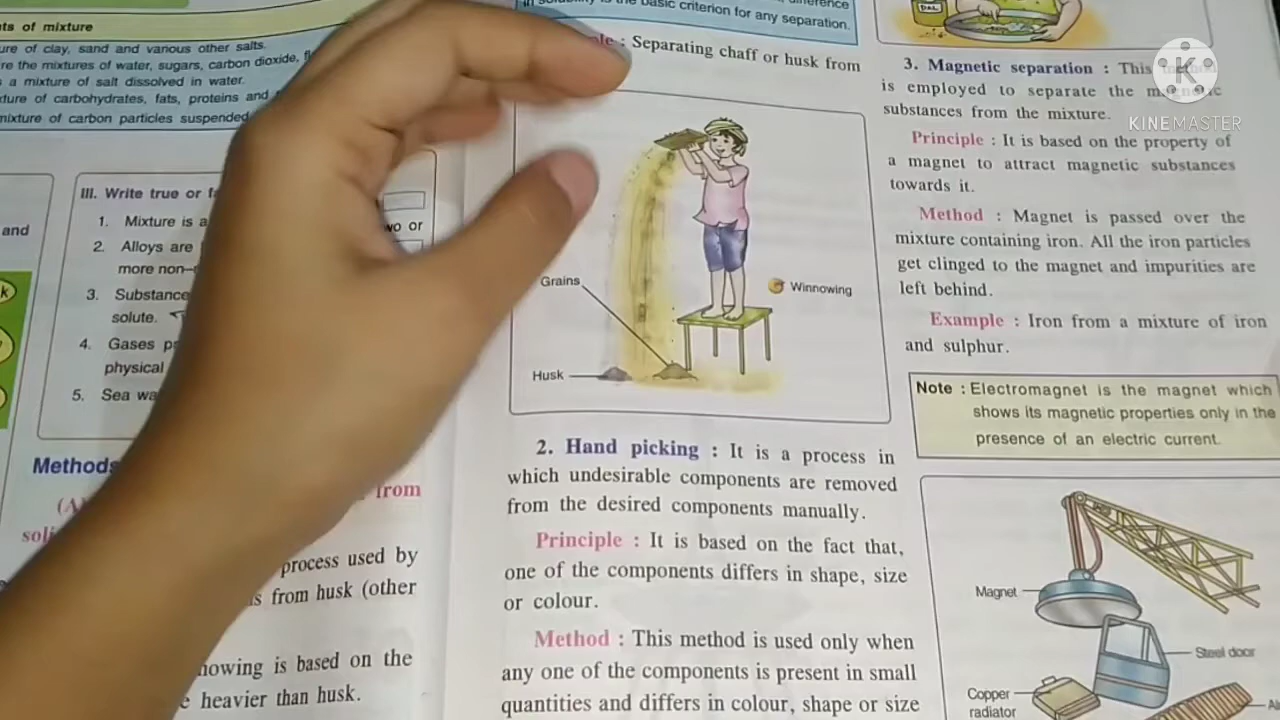 ts of mixture
ure of clay, sand and various other salts.
re the mixtures of water, sugars, carbon dioxide,
a mixture of salt dissolved in water.
ture of carbohydrates, fats, proteins and
nixture of carbon particles suspended
and
III. Write true or
1. Mixture is a
wo or
2. Alloys are
more non-
3. Substance
solute.
4. Gases
physical
5. Sea wa
Methods
from
soli
process used by
s from husk (other
nowing is based on the
heavier than husk.
is the basic criterion for any separation.
le : Separating chaff or husk from
Grains
Winnowing
Husk
2. Hand picking : It is a process in
which undesirable components are removed
from the desired components manually.
Principle : It is based on the fact that,
one of the components differs in shape, size
or colour.
Method : This method is used only when
any one of the components is present in small
quantities and differs in colour, shape or size
DAL
3. Magnetic separation : This method
is employed to separate the magnetic
substances from the mixture.
Principle : It is based on the property of
a magnet to attract magnetic substances
towards it.
Method : Magnet is passed over the
mixture containing iron. All the iron particles
get clinged to the magnet and impurities are
left behind.
Example : Iron from a mixture of iron
and sulphur.
Note : Electromagnet is the magnet which
shows its magnetic properties only in the
presence of an electric current.
Magnet
Steel door
Copper
radiator
K
KINEMASTER